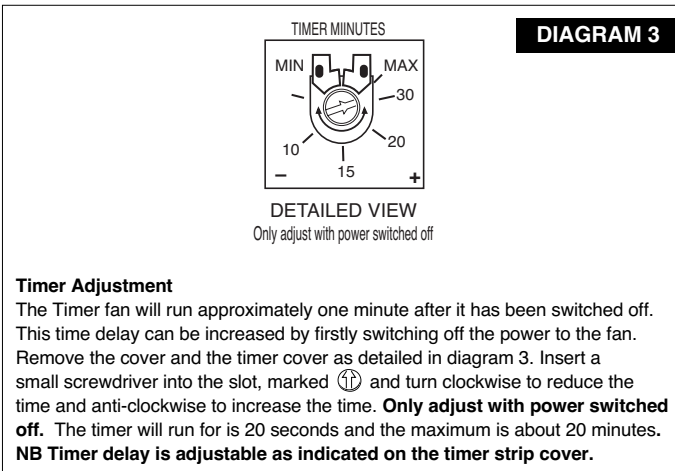 TIMER MIINUTES
DIAGRAM 3
MIN
MAX
30
10
20
15
–
+
DETAILED VIEW
Only adjust with power switched off
Timer Adjustment
The Timer fan will run approximately one minute after it has been switched off.
This time delay can be increased by firstly switching off the power to the fan.
Remove the cover and the timer cover as detailed in diagram 3. Insert a
small screwdriver into the slot, marked and turn clockwise to reduce the
time and anti-clockwise to increase the time. Only adjust with power switched
off. The timer will run for is 20 seconds and the maximum is about 20 minutes.
NB Timer delay is adjustable as indicated on the timer strip cover.